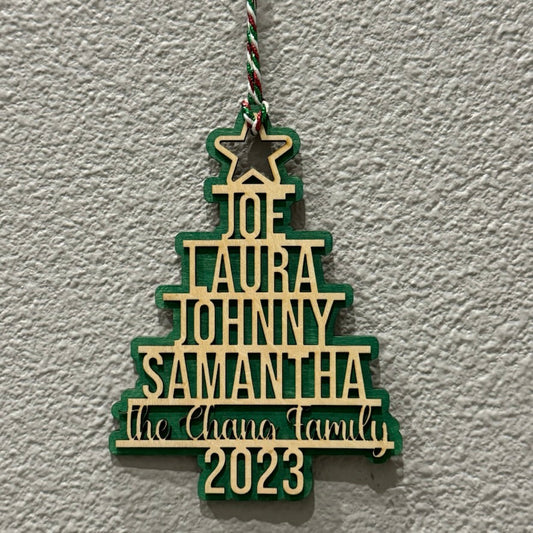 JOE
LAURA
JOHNNY
SAMANTHA
the Chang Family
2023